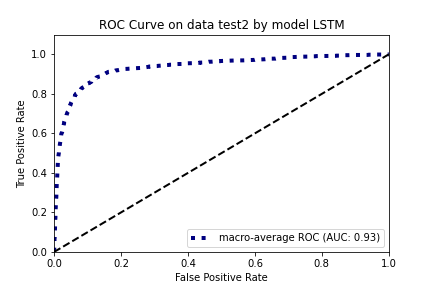 ROC Curve on data test2 by model LSTM
True Positive Rate
1.0
0.8
0.6
0.4
0.2
0.0
macro-average ROC (AUC: 0.93)
0.0 0.2 0.4 0.6 0.8 1.0
False Positive Rate